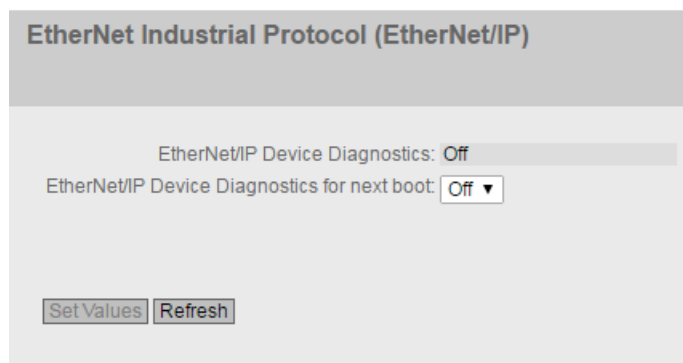 EtherNet Industrial Protocol (EtherNet/IP)
EtherNet/IP Device Diagnostics: Off
EtherNet/IP Device Diagnostics for next boot: Off ▼
Set Values Refresh